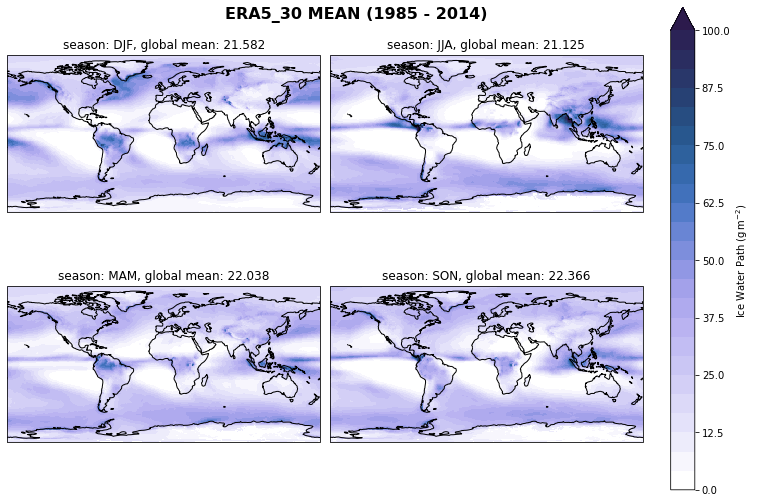 ERA5_30 MEAN (1985 - 2014)
season: DJF, global mean: 21.582
season: JJA, global mean: 21.125
season: MAM, global mean: 22.038
season: SON, global mean: 22.366
100.0
87.5
75.0
62.5
50.0
37.5
25.0
12.5
0.0
Ice Water Path (g m⁻²)